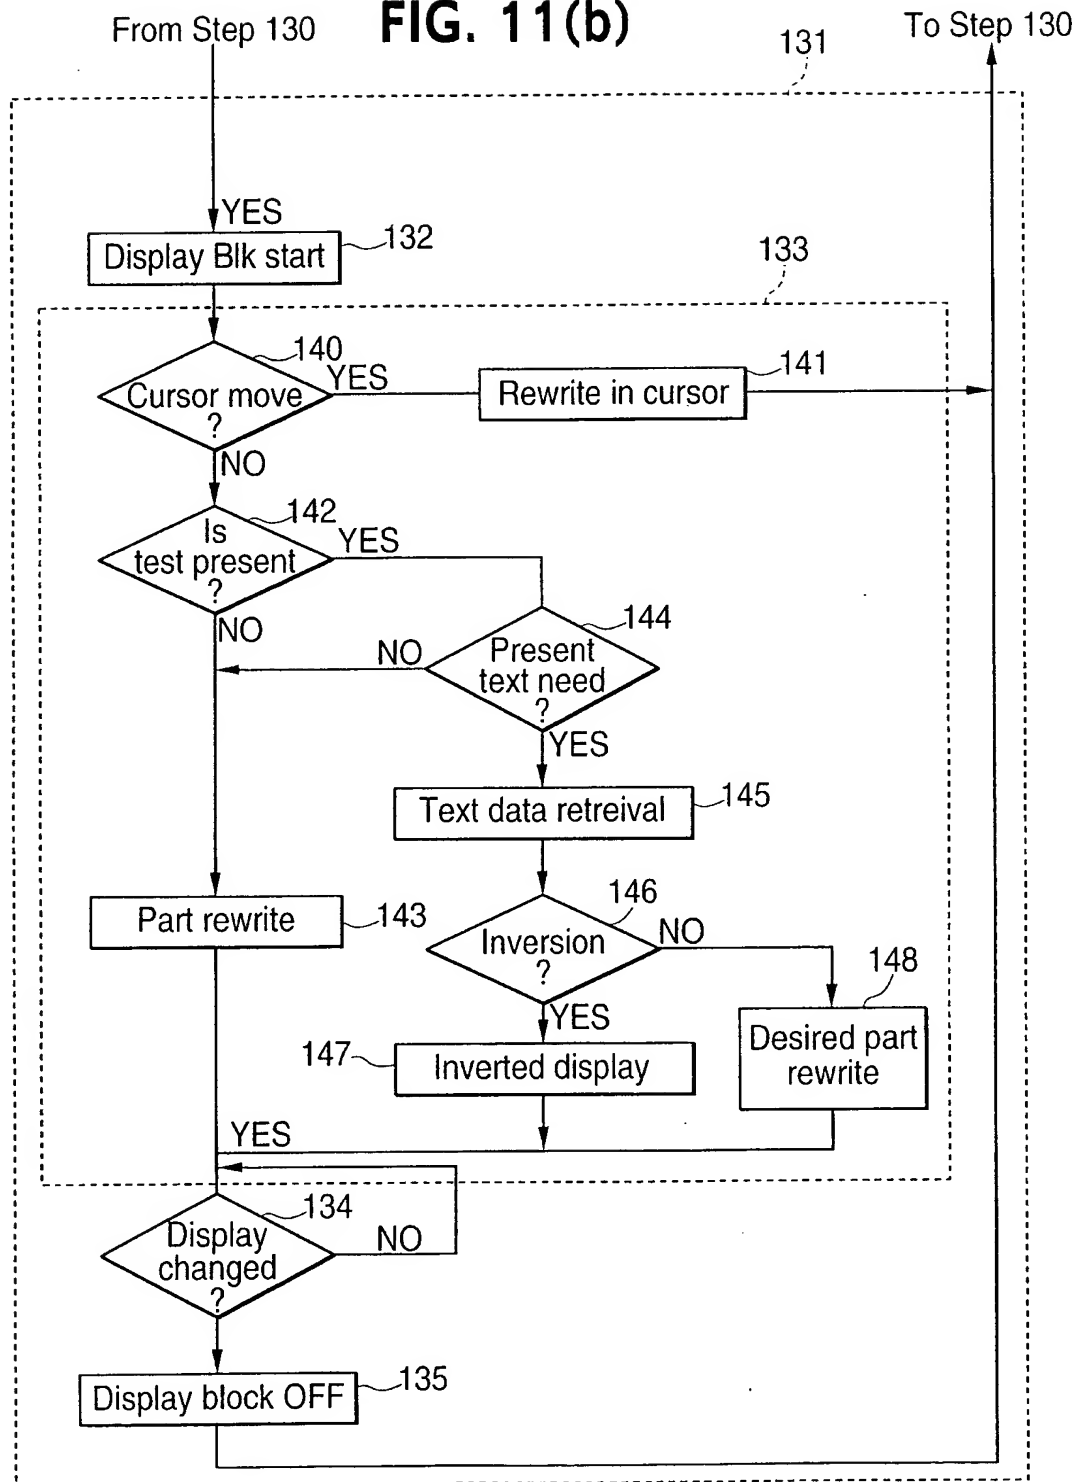 FIG. 11(b)
From Step 130
To Step 130
131
YES
Display Blk start
132
133
140
Cursor move
?
YES
Rewrite in cursor
141
NO
142
Is
test present
?
YES
NO
144
Present
text need
?
NO
YES
Text data retreival
145
146
Inversion
?
NO
Part rewrite
143
148
YES
Desired part
rewrite
147
Inverted display
YES
134
Display
changed
?
NO
Display block OFF
135